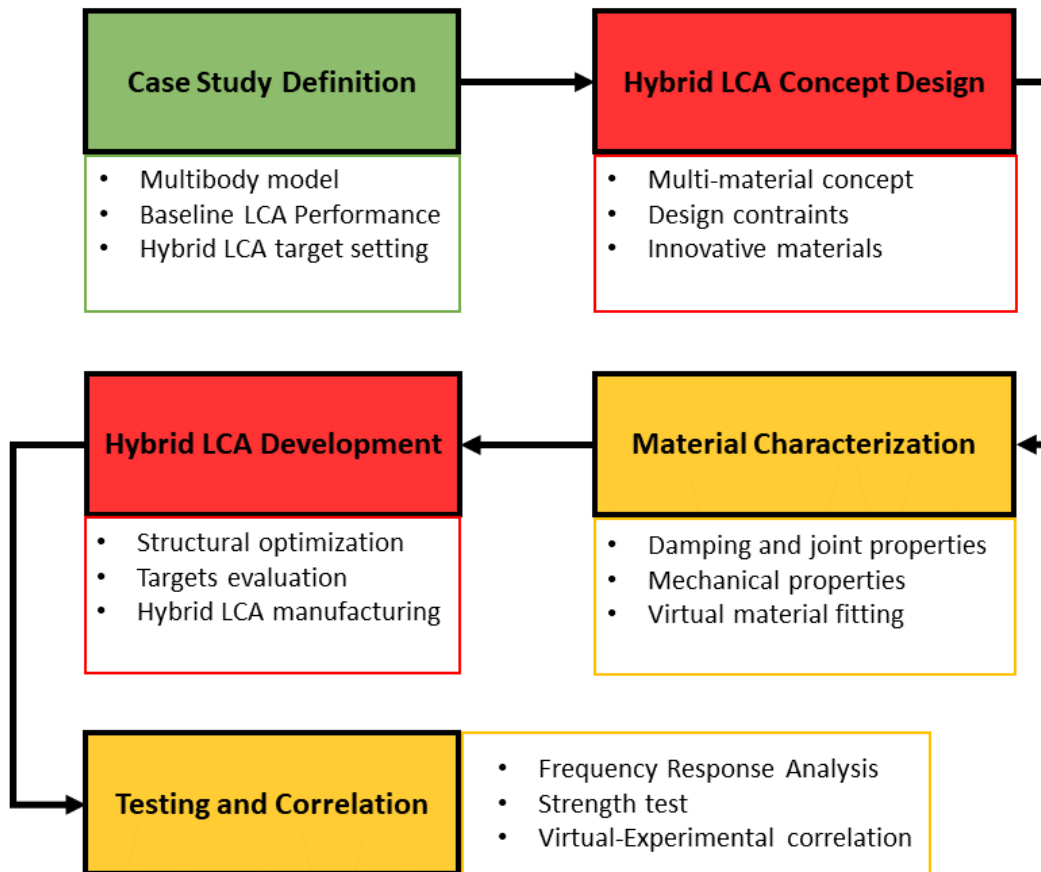 Case Study Definition
• Multibody model
• Baseline LCA Performance
• Hybrid LCA target setting
Hybrid LCA Concept Design
• Multi-material concept
• Design contraints
• Innovative materials
Material Characterization
• Damping and joint properties
• Mechanical properties
• Virtual material fitting
Hybrid LCA Development
• Structural optimization
• Targets evaluation
• Hybrid LCA manufacturing
Testing and Correlation
• Frequency Response Analysis
• Strength test
• Virtual-Experimental correlation